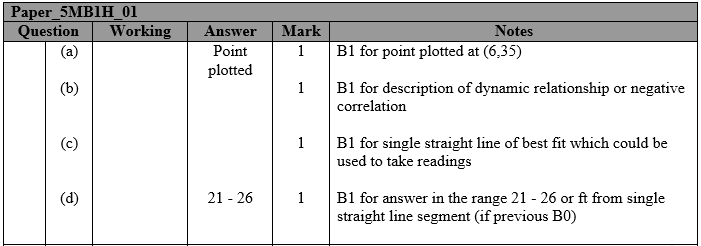 Paper_5MB1H_01
Question Working Answer Mark Notes
(a) Point 1 B1 for point plotted at (6,35)
plotted
(b) 1 B1 for description of dynamic relationship or negative
correlation
(c) 1 B1 for single straight line of best fit which could be
used to take readings
(d) 21 - 26 1 B1 for answer in the range 21 - 26 or ft from single
straight line segment (if previous B0)